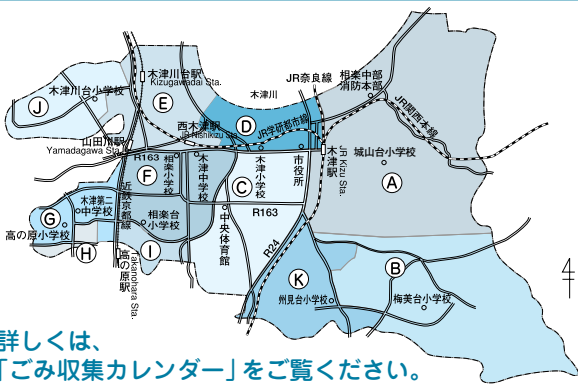 木津川台駅
Kizugawadai Sta.
木津川
JR奈良線
相楽中部
消防本部
木津川台小学校
J
E
D
西木津駅
JR Nishikizu Sta.
JR学研都市線
JR関西本線
山田川駅
Yamadagawa Sta.
R163
相楽小学校
木津中学校
木津小学校
市役所
木津駅
JR Kizu Sta.
城山台小学校
A
F
C
木津第二
中学校
近鉄京都線
相楽台
小学校
中央体育館
R163
G
高の原小学校
H
I
高の原駅
Takanohara Sta.
R24
K
B
州見台小学校
梅美台小学校
詳しくは、
「ごみ収集カレンダー」をご覧ください。